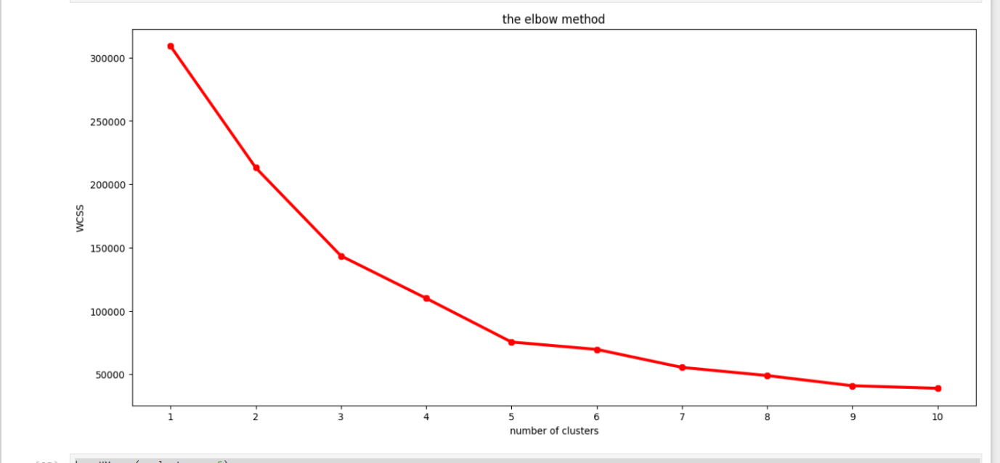 the elbow method
300000
250000
200000
150000
100000
50000
WCSS
1 2 3 4 5 6 7 8 9 10
number of clusters